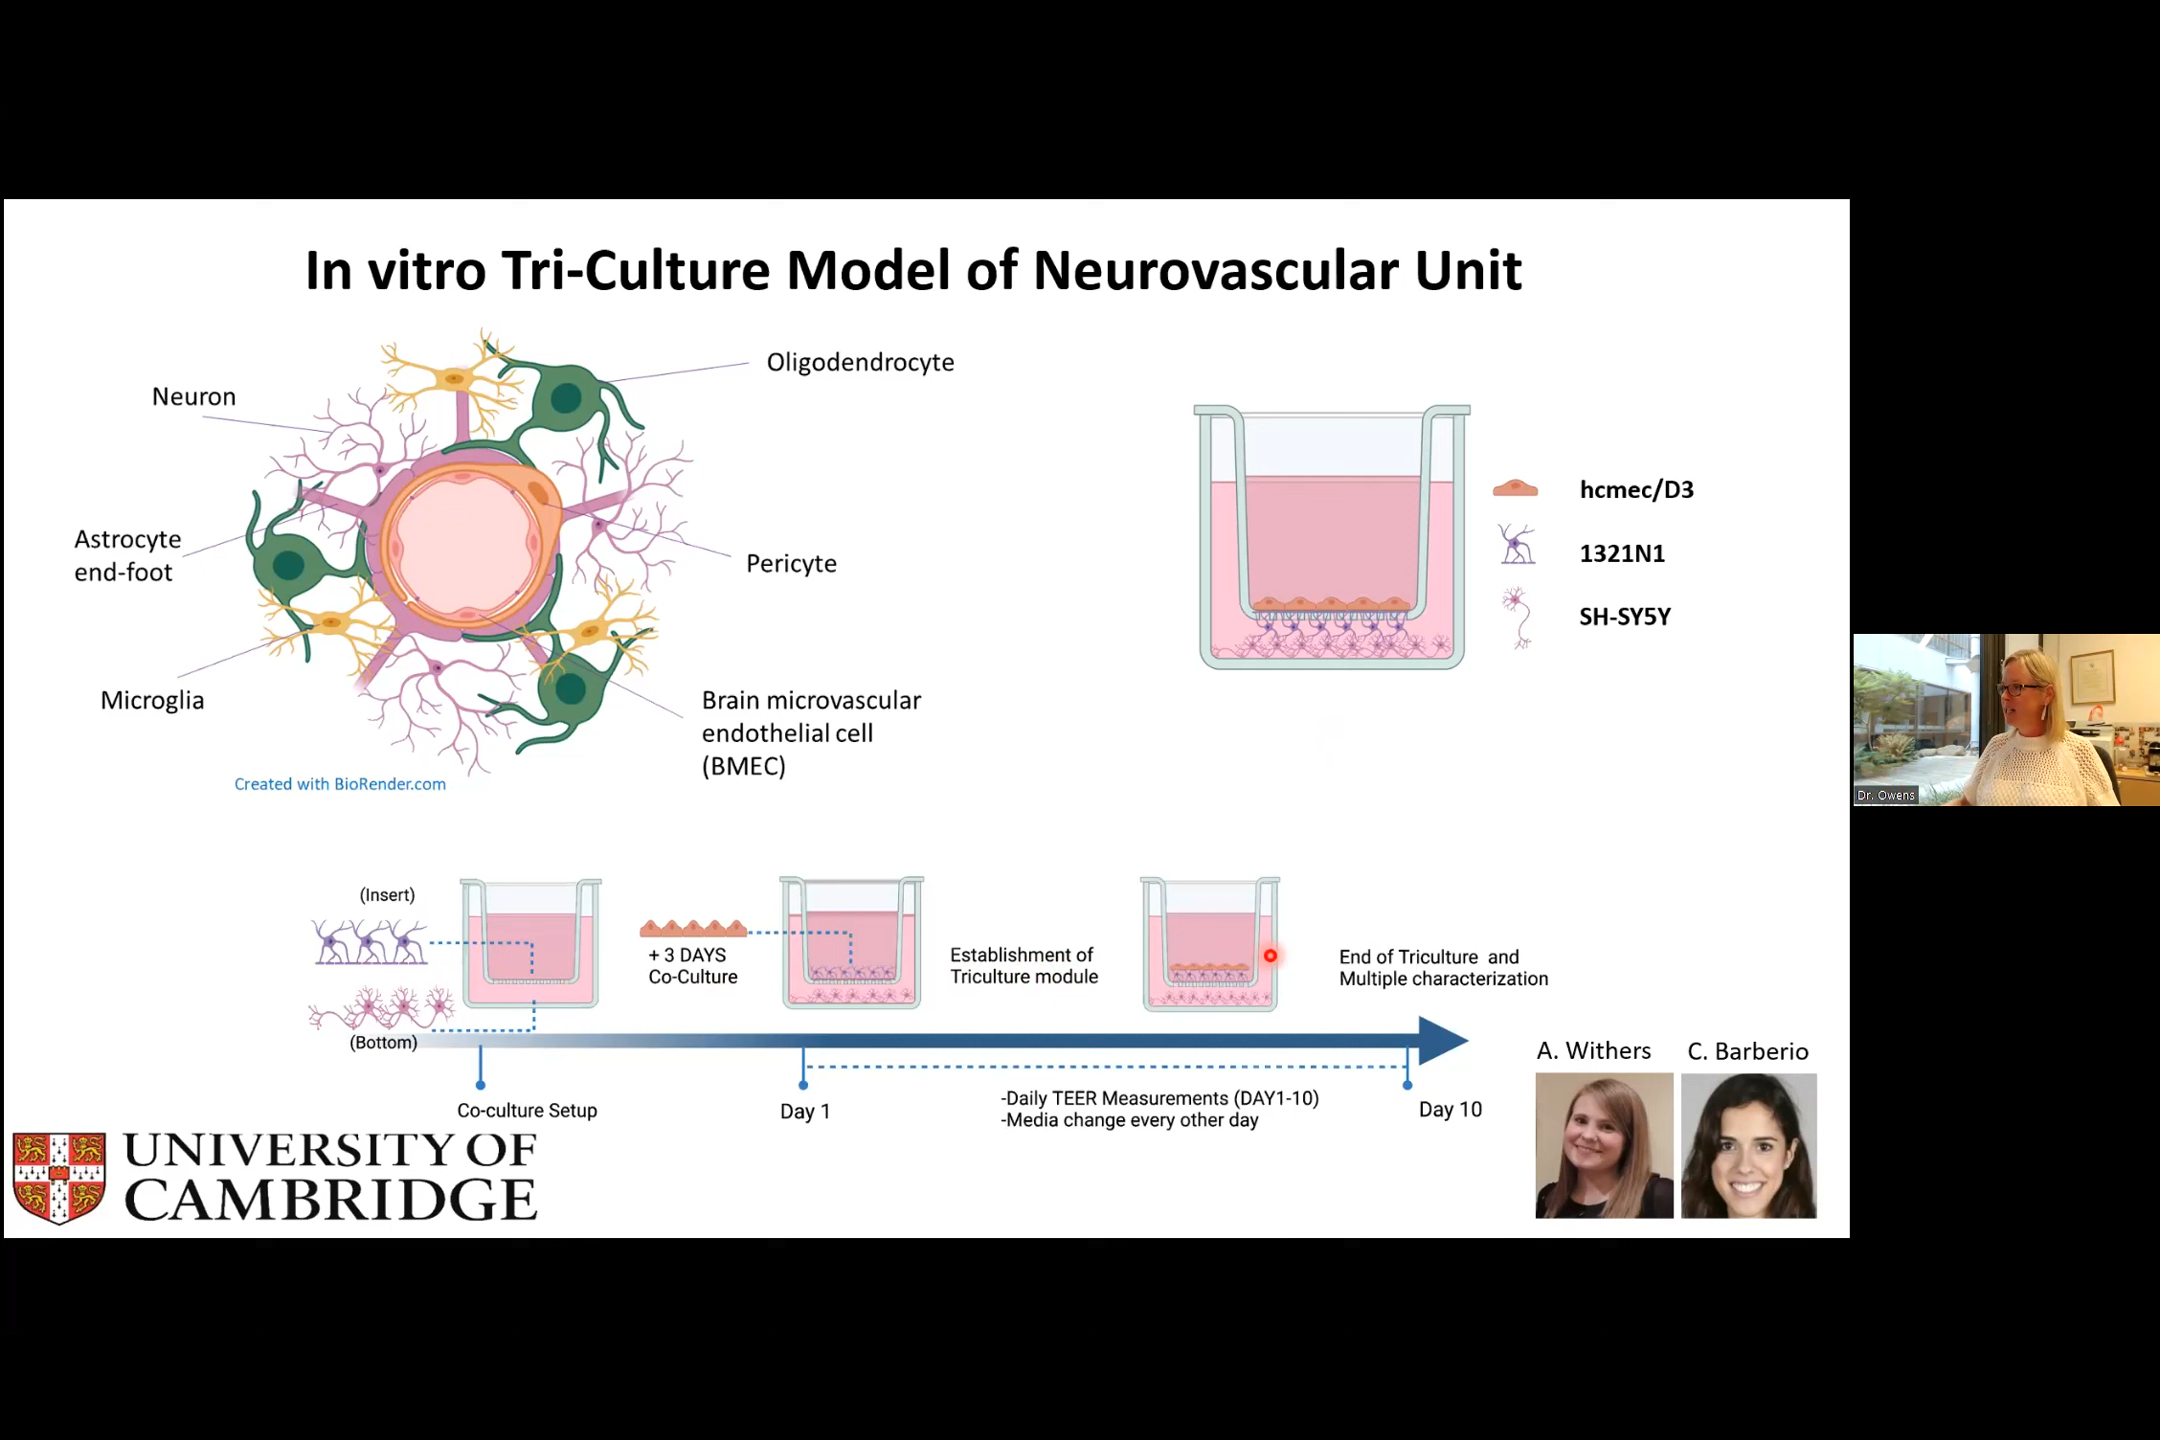 In vitro Tri-Culture Model of Neurovascular Unit
Oligodendrocyte
Neuron
Astrocyte
end-foot
Pericyte
Microglia
Brain microvascular
endothelial cell
(BMEC)
Created with BioRender.com
hcmec/D3
1321N1
SH-SY5Y
Dr. Owens
(Insert)
(Bottom)
+ 3 DAYS
Co-Culture
Establishment of
Triculture module
End of Triculture and
Multiple characterization
Co-culture Setup
Day 1
-Daily TEER Measurements (DAY1-10)
-Media change every other day
Day 10
A. Withers
C. Barberio
UNIVERSITY OF
CAMBRIDGE